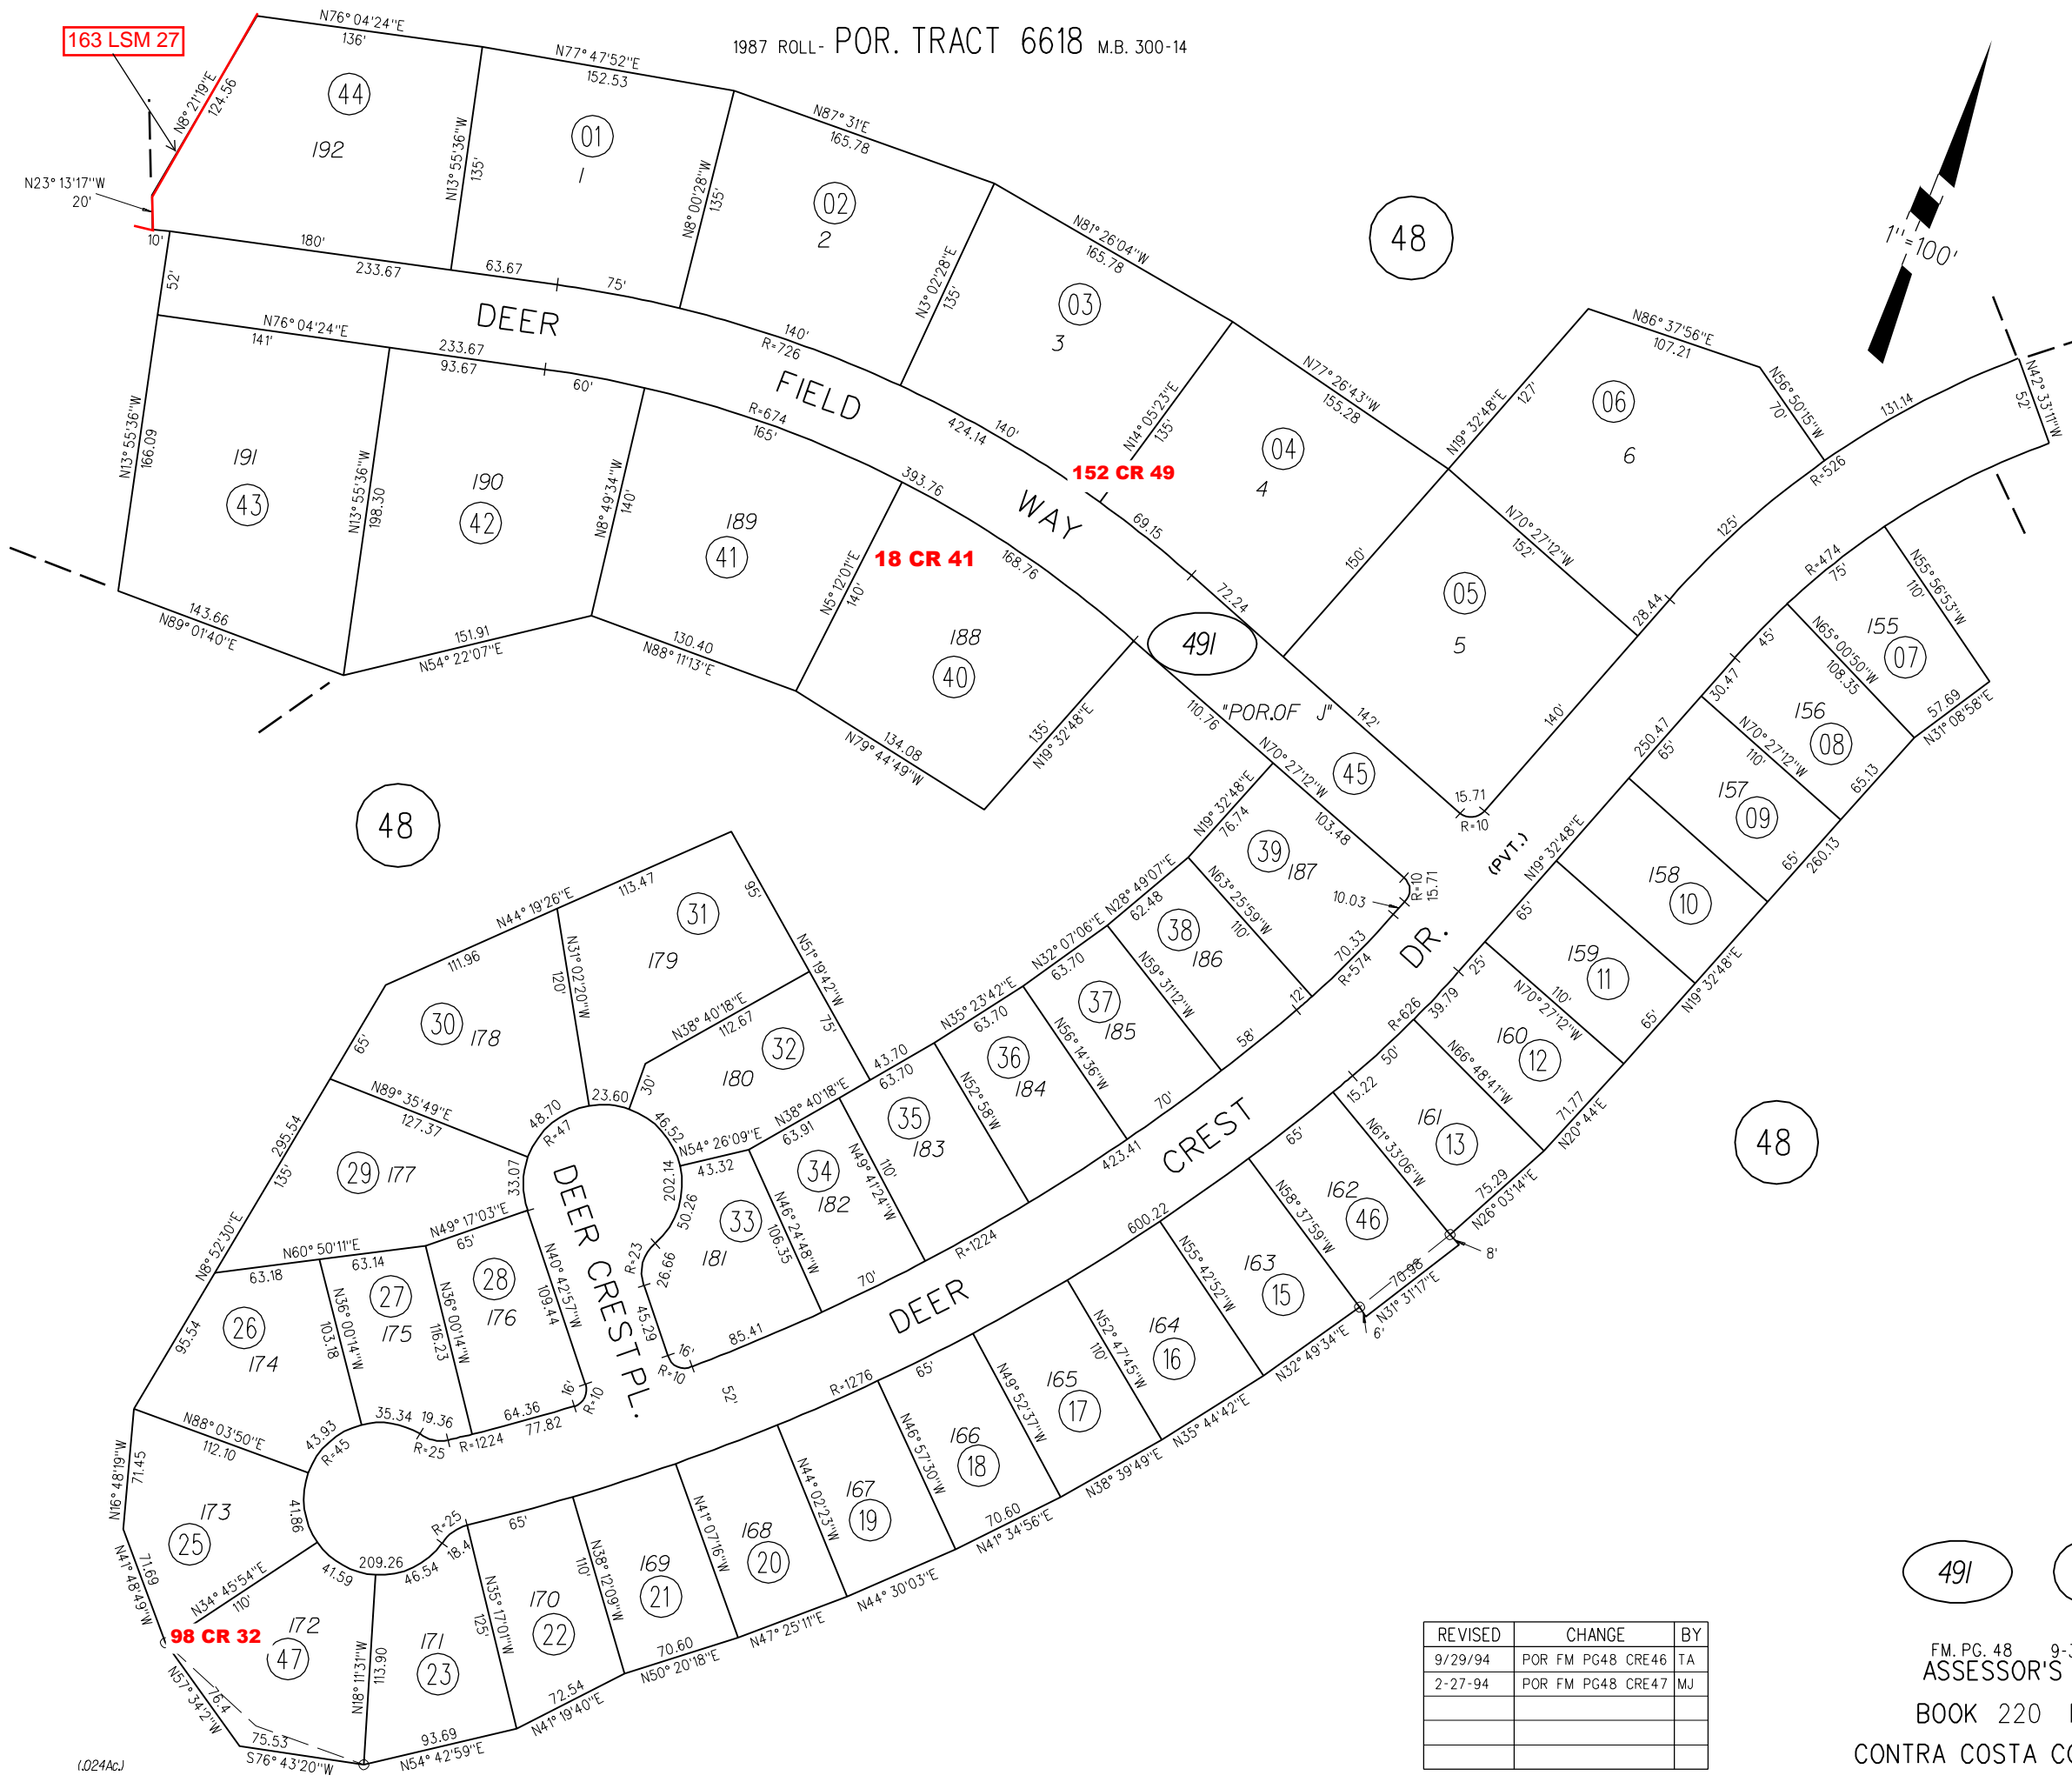 1987 ROLL- POR. TRACT 6618 M.B. 300-14
163 LSM 27
N8° 21'19"E
124.56
N23° 13'17"W
20'
10'
52'
N76° 04'24"E
136'
44
192
N13° 55'36"W
135'
N77° 47'52"E
152.53
01
1
N8° 00'28"W
135'
N87° 31'E
165.78
02
2
N3° 02'28"E
135'
N81° 26'04"W
165.78
03
3
N14° 05'23"E
135'
152 CR 49
N77° 26'43"W
155.28
04
4
N19° 32'48"E
127'
150'
N86° 37'56"E
107.21
N56° 50'15"W
70'
06
6
N70° 27'12"W
152'
05
5
48
1"=100'
N42° 33'11"W
52'
131.14
R=526
125'
28.44
140'
15.71
R=10
142'
180'
233.67
63.67
75'
140'
R=726
140'
424.14
69.15
72.24
DEER
FIELD
WAY
N76° 04'24"E
141'
233.67
93.67
60'
R=674
165'
393.76
168.76
491
110.76
"POR.OF J"
45
N70° 27'12"W
103.48
R=10
15.71
10.03
N13° 55'36"W
166.09
191
43
143.66
N89° 01'40"E
N13° 55'36"W
198.30
190
42
151.91
N54° 22'07"E
N8° 49'34"W
140'
189
41
130.40
N88° 11'13"E
N5° 12'01"E
140'
18 CR 41
188
40
134.08
N79° 44'49"W
135'
N19° 32'48"E
48
R=474
75'
45'
30.47
250.47
65'
N19° 32'48"E
65'
25'
39.79
R=626
50'
15.22
65'
600.22
N55° 56'53"W
110'
155
07
57.69
N31° 08'58"E
N65° 00'50"W
108.35
156
08
65.13
N70° 27'12"W
110'
157
09
65'
260.13
158
10
N19° 32'48"E
159
11
65'
N70° 27'12"W
110'
160
12
71.77
N20° 44'E
N66° 48'41"W
161
13
75.29
N26° 03'14"E
N61° 33'06"W
162
46
8'
70.98
N31° 31'17"E
6'
N58° 37'59"W
163
15
N32° 49'34"E
N55° 42'52"W
164
16
N35° 44'42"E
N52° 47'45"W
110'
165
17
N38° 39'49"E
N49° 52'37"W
166
18
70.60
N41° 34'56"E
N46° 57'30"W
167
19
N44° 30'03"E
N44° 02'23"W
168
20
N47° 25'11"E
N41° 07'16"W
169
21
70.60
N50° 20'18"E
N38° 12'09"W
110'
170
22
72.54
N41° 19'40"E
N35° 17'01"W
125'
171
23
93.69
N54° 42'59"E
N18° 11'31"W
113.90
172
47
98 CR 32
75.53
S76° 43'20"W
76.4
N57° 34'2"W
N34° 45'54"E
110'
173
25
71.69
N41° 48'49"W
N16° 48'19"W
71.45
N88° 03'50"E
112.10
174
26
95.54
N8° 52'30"E
295.54
135'
65'
43.93
R=45
41.86
41.59
209.26
46.54
18.4
R=25
65'
35.34
19.36
R=25
R=1224
64.36
77.82
16'
R=10
N60° 50'11"E
63.18
63.14
N36° 00'14"W
103.18
27
175
N36° 00'14"W
116.23
28
176
N49° 17'03"E
65'
N40° 42'57"W
109.44
29
177
N89° 35'49"E
127.37
30
178
111.96
N44° 19'26"E
113.47
N31° 02'20"W
120'
31
179
95'
N51° 19'42"W
75'
N38° 40'18"E
112.67
32
180
30'
33.07
48.70
R=47
23.60
46.52
202.14
50.26
R=23
26.66
45.29
16'
R=10
85.41
70'
R=1224
423.41
70'
58'
12'
70.33
R=574
DEER CREST PL.
52'
R=1276
65'
N54° 26'09"E
43.32
33
181
N46° 24'48"W
106.35
N38° 40'18"E
63.91
34
182
N49° 41'24"W
110'
43.70
63.70
35
183
N52° 58'W
N35° 23'42"E
63.70
36
184
N56° 14'36"W
N32° 07'06"E
63.70
37
185
N59° 31'12"W
N28° 49'07"E
62.48
38
186
N63° 25'59"W
110'
N19° 32'48"E
76.74
39
187
DEER
CREST
DR.
(PVT.)
48
REVISED CHANGE BY
9/29/94 POR FM PG48 CRE46 TA
2-27-94 POR FM PG48 CRE47 MJ
491
FM. PG. 48
ASSESSOR'S
BOOK 220
CONTRA COSTA
(.024Ac.)